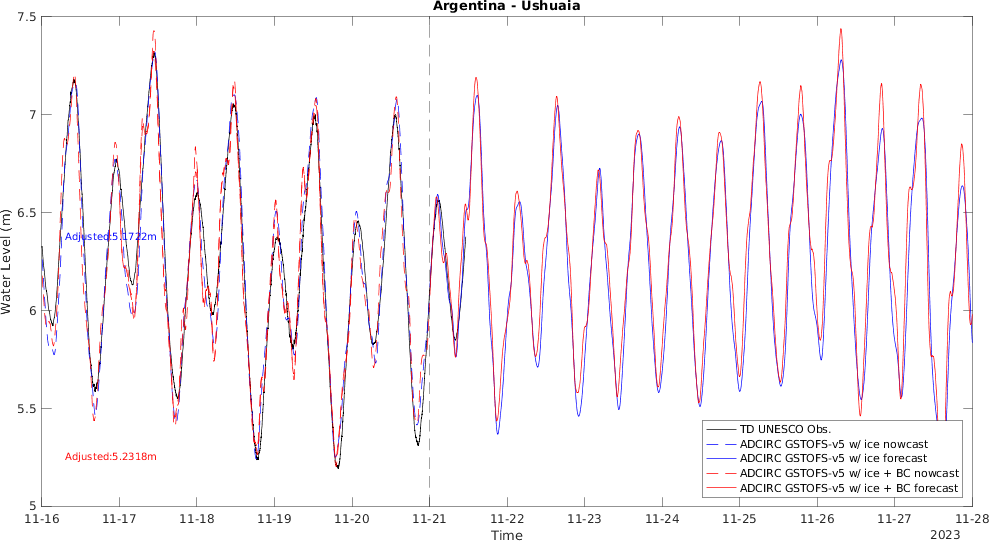 Argentina - Ushuaia
7.5
7
6.5
6
5.5
5
Water Level (m)
Adjusted:5.1722m
Adjusted:5.2318m
TD UNESCO Obs.
ADCIRC GSTOFS-v5 w/ ice nowcast
ADCIRC GSTOFS-v5 w/ ice forecast
ADCIRC GSTOFS-v5 w/ ice + BC nowcast
ADCIRC GSTOFS-v5 w/ ice + BC forecast
11-16 11-17 11-18 11-19 11-20 11-21 11-22 11-23 11-24 11-25 11-26 11-27 11-28
Time
2023